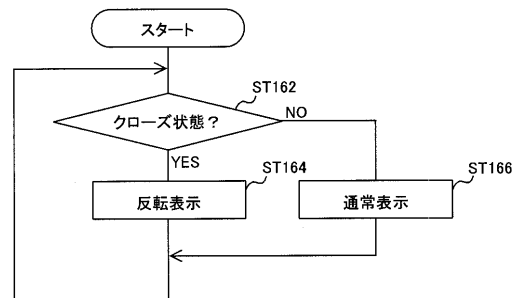 スタート
ST162
クローズ状態？
NO
YES
ST164
反転表示
ST166
通常表示